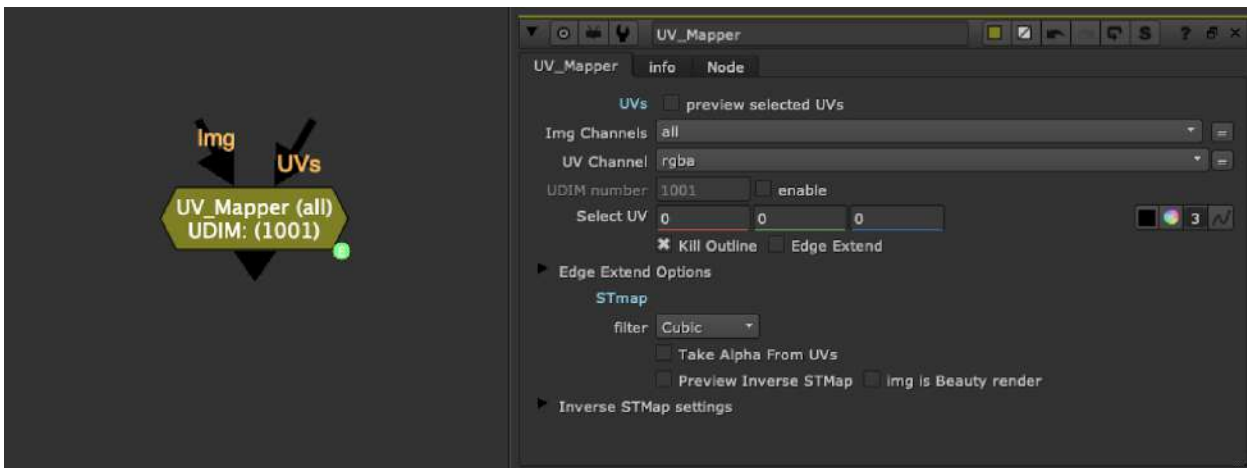 Img
UVs
UV_Mapper (all)
UDIM: (1001)
UV_Mapper
S ?
UV_Mapper info Node
UVs preview selected UVs
Img Channels all =
UV Channel rgba =
UDIM number 1001 enable
Select UV 0 0 0 3
Kill Outline Edge Extend
Edge Extend Options
STmap
filter Cubic
Take Alpha From UVs
Preview Inverse STMap img is Beauty render
Inverse STMap settings